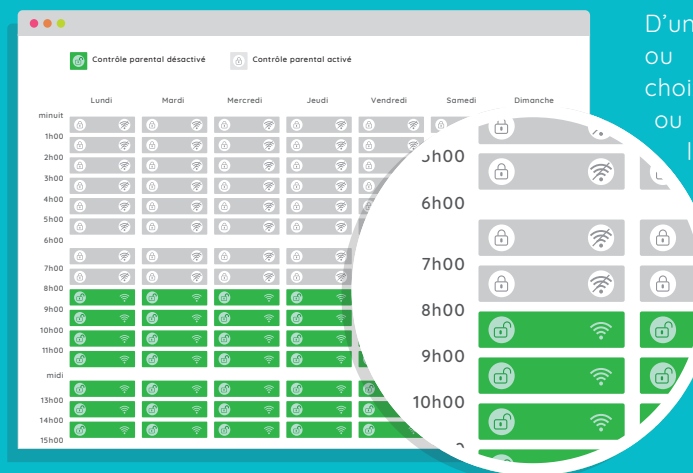 Contrôle parental désactivé
Contrôle parental activé
Lundi Mardi Mercredi Jeudi Vendredi Samedi Dimanche
minuit
1h00
2h00
3h00
4h00
5h00
6h00
7h00
8h00
9h00
10h00
11h00
midi
13h00
14h00
15h00
6h00
7h00
8h00
9h00
10h00
D'un
ou
ou